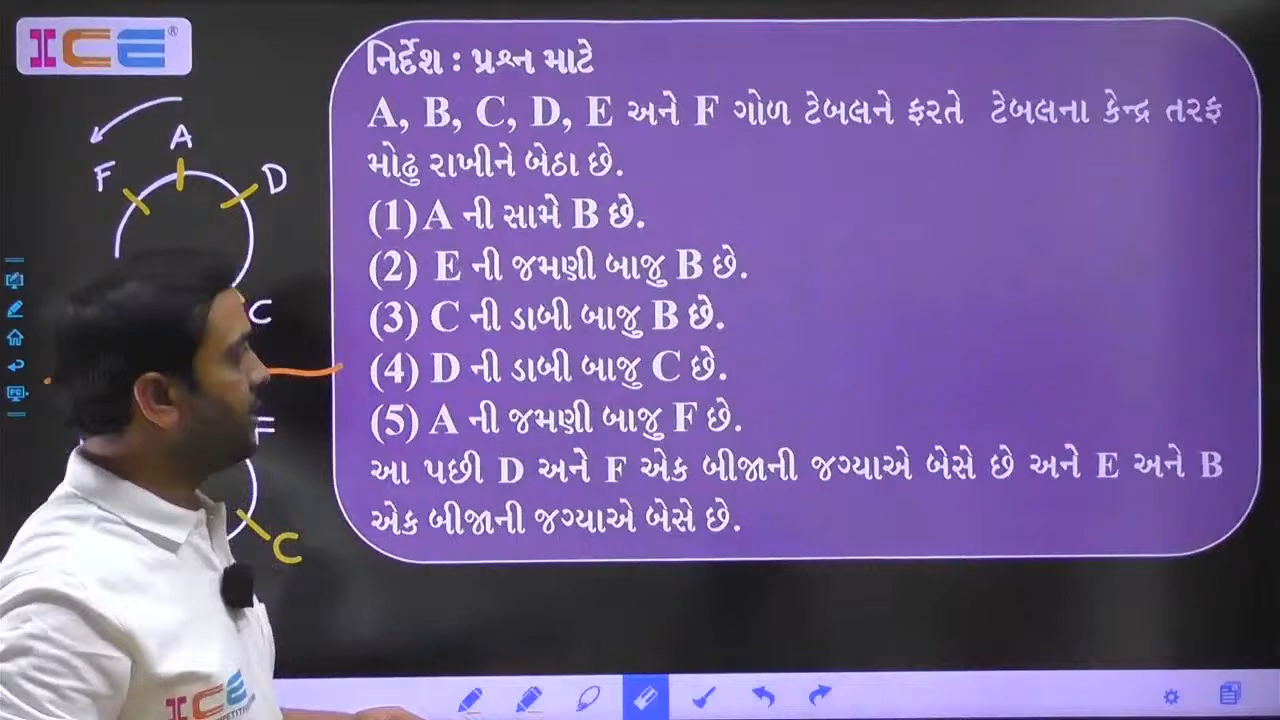 ICE®
A
F
D
C
F
C
નિર્દેશ : પ્રશ્ન માટે
A, B, C, D, E અને F ગોળ ટેબલને ફરતે ટેબલના કેન્દ્ર તરફ
મોઢુ રાખીને બેઠા છે.
(1) A ની સામે B છે.
(2) E ની જમણી બાજુ B છે.
(3) C ની ડાબી બાજુ B છે.
(4) D ની ડાબી બાજુ C છે.
(5) A ની જમણી બાજુ F છે.
આ પછી D અને F એક બીજાની જગ્યાએ બેસે છે અને E અને B
એક બીજાની જગ્યાએ બેસે છે.
ICE